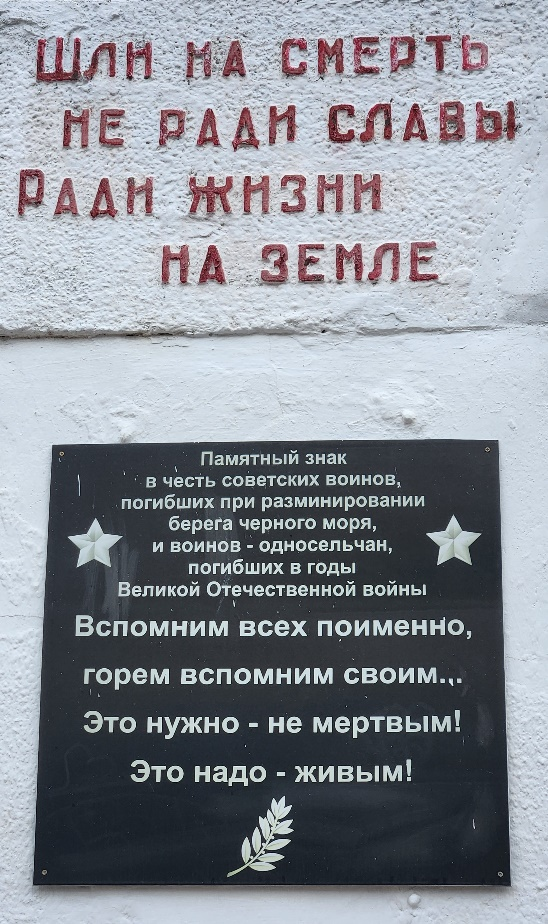 ШЛИ НА СМЕРТЬ
НЕ РАДИ СЛАВЫ
РАДИ ЖИЗНИ
НА ЗЕМЛЕ
Памятный знак
в честь советских воинов,
погибших при разминировании
берега черного моря,
и воинов - односельчан,
погибших в годы
Великой Отечественной войны
Вспомним всех поименно,
горем вспомним своим...
Это нужно - не мертвым!
Это надо - живым!